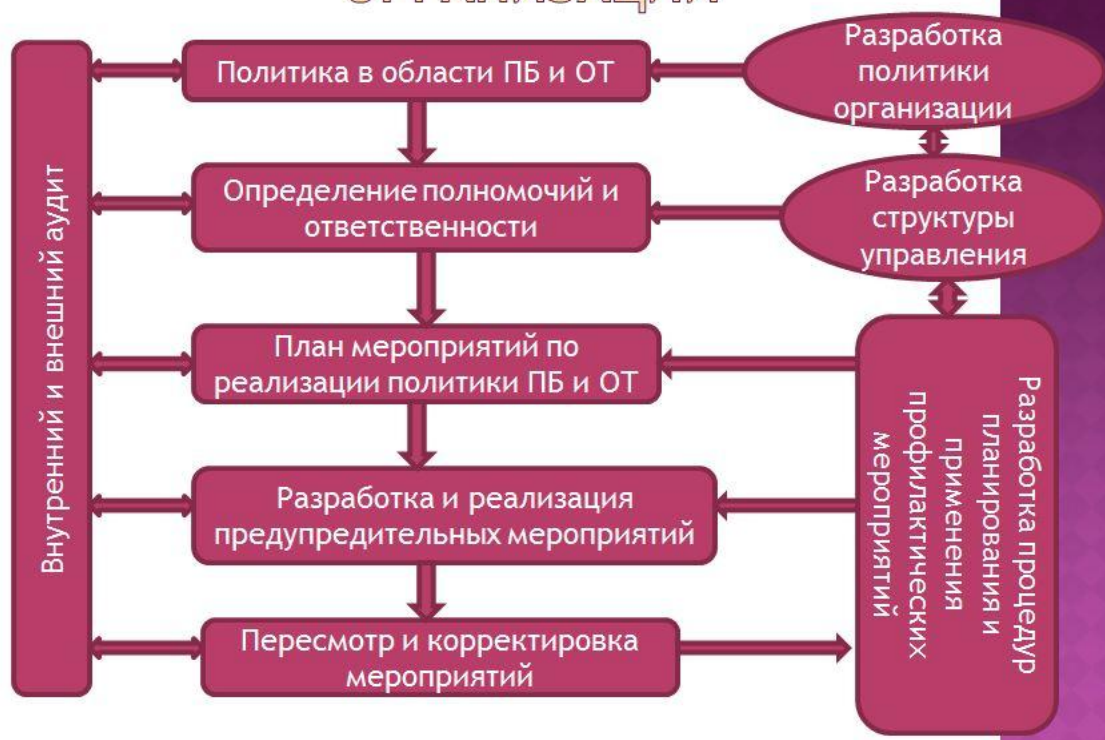 Политика в области ПБ и ОТ
Разработка
политики
организации
Определение полномочий и
ответственности
Разработка
структуры
управления
Внутренний и внешний аудит
План мероприятий по
реализации политики ПБ и ОТ
Разработка процедур
планирования и
применения
профилактических
мероприятий
Разработка и реализация
предупредительных мероприятий
Пересмотр и корректировка
мероприятий